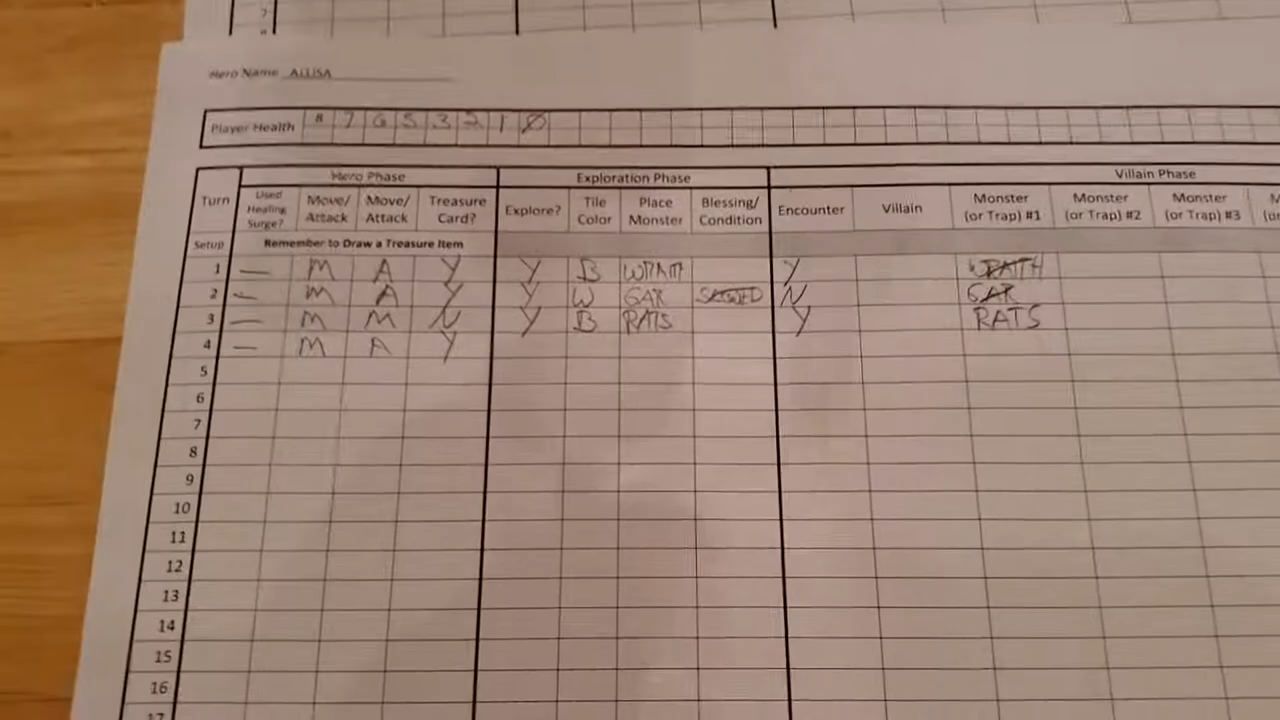 7
Hero Name ALLISA
Player Health 8 7 6 5 3 2 1 0
Hero Phase Exploration Phase Villain Phase
Turn Used Healing Surge? Move/ Attack Move/ Attack Treasure Card? Explore? Tile Color Place Monster Blessing/ Condition Encounter Villain Monster (or Trap) #1 Monster (or Trap) #2 Monster (or Trap) #3
Setup Remember to Draw a Treasure Item
1 — M A Y Y B WRAITH Y WRAITH
2 — M A Y Y W GAR N GAR
3 — M M N Y B RATS Y RATS
4 — M A Y
5
6
7
8
9
10
11
12
13
14
15
16
17